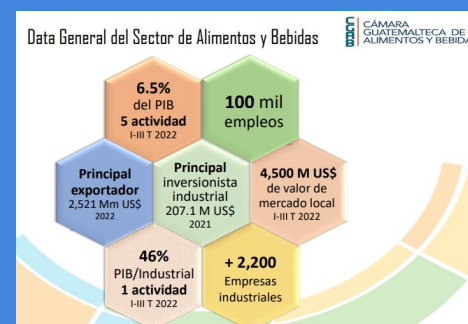 Data General del Sector de Alimentos y Bebidas
CGAB
CÁMARA
GUATEMALTECA DE
ALIMENTOS Y BEBIDA
6.5%
del PIB
5 actividad
I-III T 2022
100 mil
empleos
Principal
exportador
2,521 Mm US$
2022
Principal
inversionista
industrial
207.1 M US$
2021
4,500 M US$
de valor de
mercado local
I-III T 2022
46%
PIB/Industrial
1 actividad
I-III T 2022
+ 2,200
Empresas
industriales